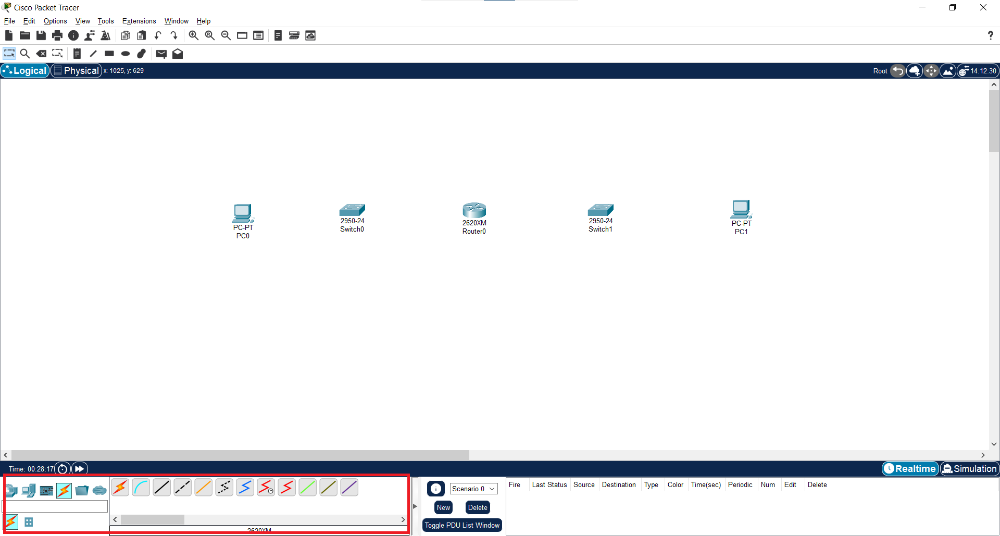 Cisco Packet Tracer
File Edit Options View Tools Extensions Window Help
Logical Physical x: 1025, y: 629 Root 14:12:30
PC-PT
PC0
2950-24
Switch0
2620XM
Router0
2950-24
Switch1
PC-PT
PC1
Time: 00:28:17 Realtime Simulation
Scenario 0
New Delete
Toggle PDU List Window
Fire Last Status Source Destination Type Color Time(sec) Periodic Num Edit Delete
2620XM